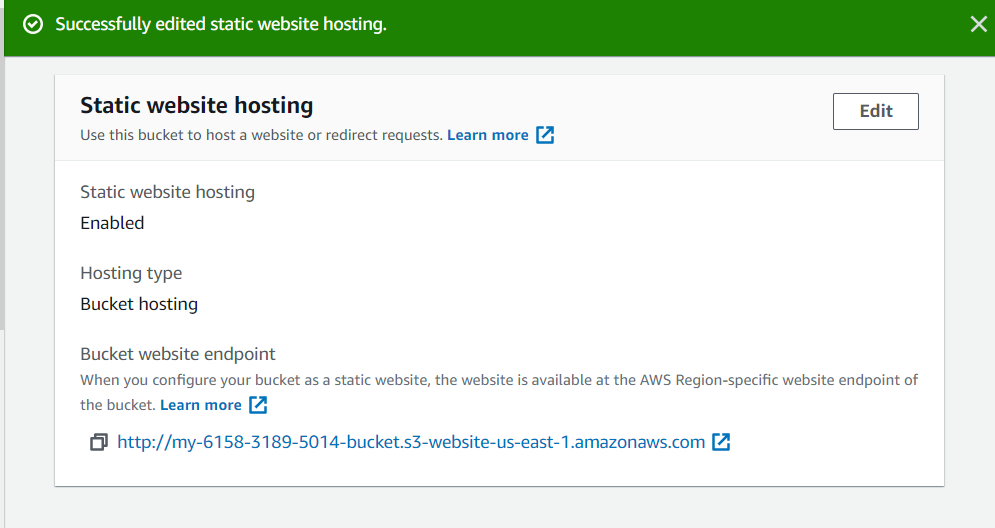 Successfully edited static website hosting.
Static website hosting
Edit
Use this bucket to host a website or redirect requests. Learn more
Static website hosting
Enabled
Hosting type
Bucket hosting
Bucket website endpoint
When you configure your bucket as a static website, the website is available at the AWS Region-specific website endpoint of
the bucket. Learn more
http://my-6158-3189-5014-bucket.s3-website-us-east-1.amazonaws.com